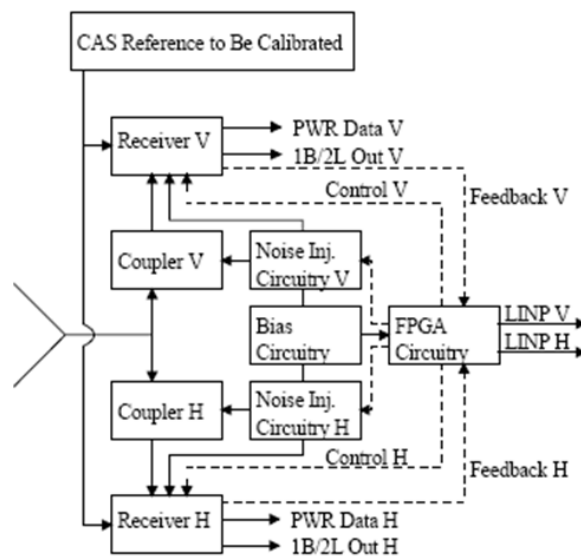 CAS Reference to Be Calibrated
Receiver V
PWR Data V
1B/2L Out V
Control V
Feedback V
Coupler V
Noise Inj.
Circuitry V
Bias
Circuitry
FPGA
Circuitry
LINP V
LINP H
Coupler H
Noise Inj.
Circuitry H
Control H
Feedback H
Receiver H
PWR Data H
1B/2L Out H